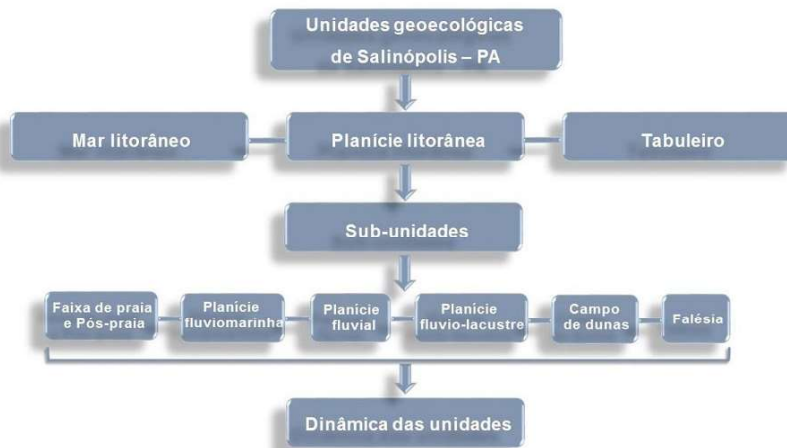 Unidades geoecológicas
de Salinópolis – PA
Mar litorâneo
Planície litorânea
Tabuleiro
Sub-unidades
Faixa de praia
e Pós-praia
Planície
fluviomarinha
Planície
fluvial
Planície
fluvio-lacustre
Campo
de dunas
Falésia
Dinâmica das unidades